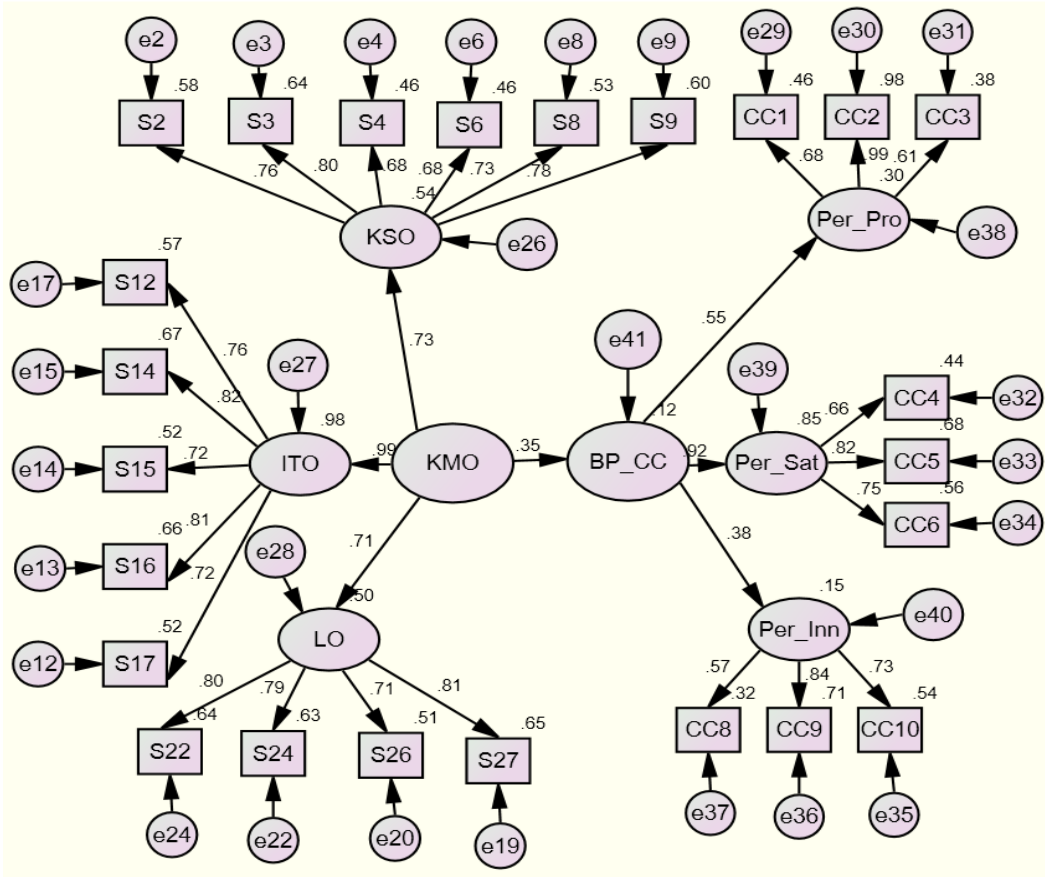 e2 e3 e4 e6 e8 e9 e29 e30 e31
.58 .64 .46 .46 .53 .60 .46 .98 .38
S2 S3 S4 S6 S8 S9 CC1 CC2 CC3
.76 .80 .68 .68 .73 .78 .68 .99 .61
.54 .30
KSO e26 Per_Pro e38
.57
e17 S12
.73 .55
.67 .76 e27 e41 e39 .44
e15 S14 .82 CC4 e32
.98 .12 .85 .66 .68
.52 .72
e14 S15 ITO .99 KMO .35 BP_CC .92 Per_Sat .82 CC5 e33
.75 .56
.66 .81 CC6 e34
e13 S16 e28 .71 .38
.72 .50 .15
.52 LO Per_Inn e40
e12 S17
.80 .79 .71 .81 .57 .84 .73
.64 .63 .51 .65 .32 .71 .54
S22 S24 S26 S27 CC8 CC9 CC10
e24 e22 e20 e19 e37 e36 e35